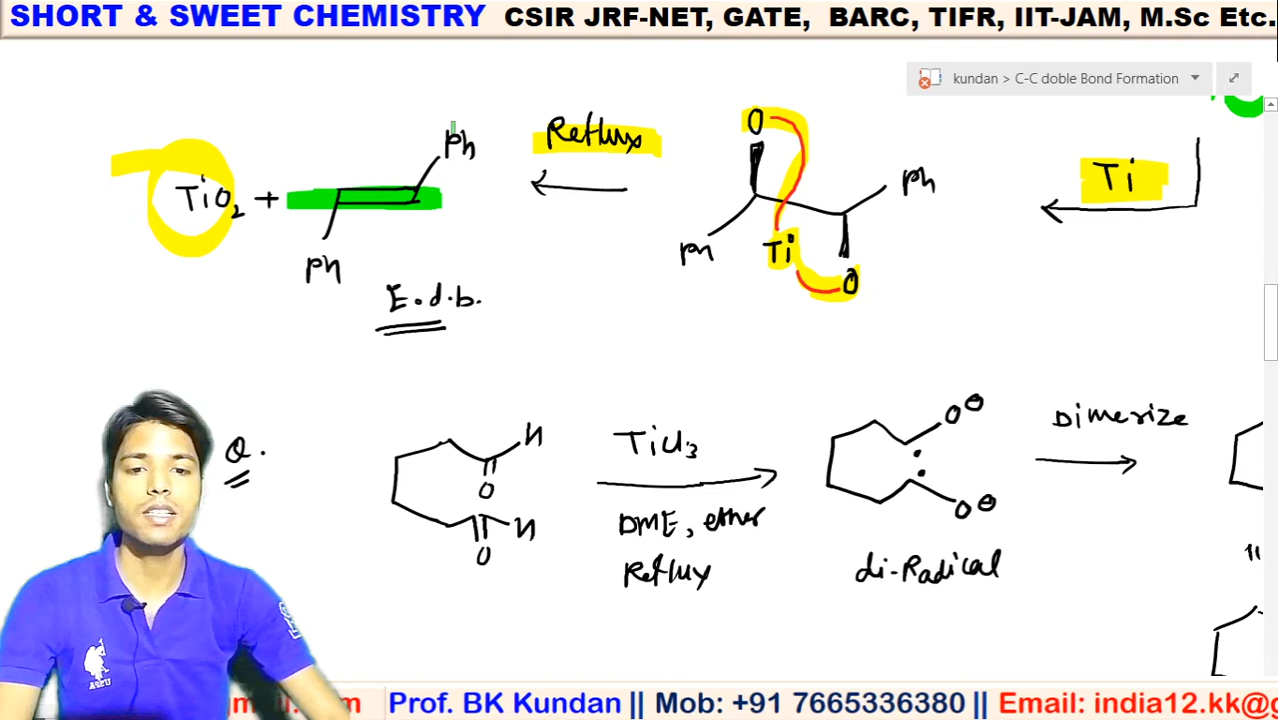 SHORT & SWEET CHEMISTRY CSIR JRF-NET, GATE, BARC, TIFR, IIT-JAM, M.Sc Etc.
kundan > C-C doble Bond Formation
TiO2 +
Ph
Ph
E.d.b.
Reflux
O
Ph
Ph
Ti
O
Ti
Q.
H
O
H
O
TiCl3
DME, ether
Reflux
O⊖
O⊖
di-Radical
Dimerize
Prof. BK Kundan || Mob: +91 7665336380 || Email: india12.kk@g